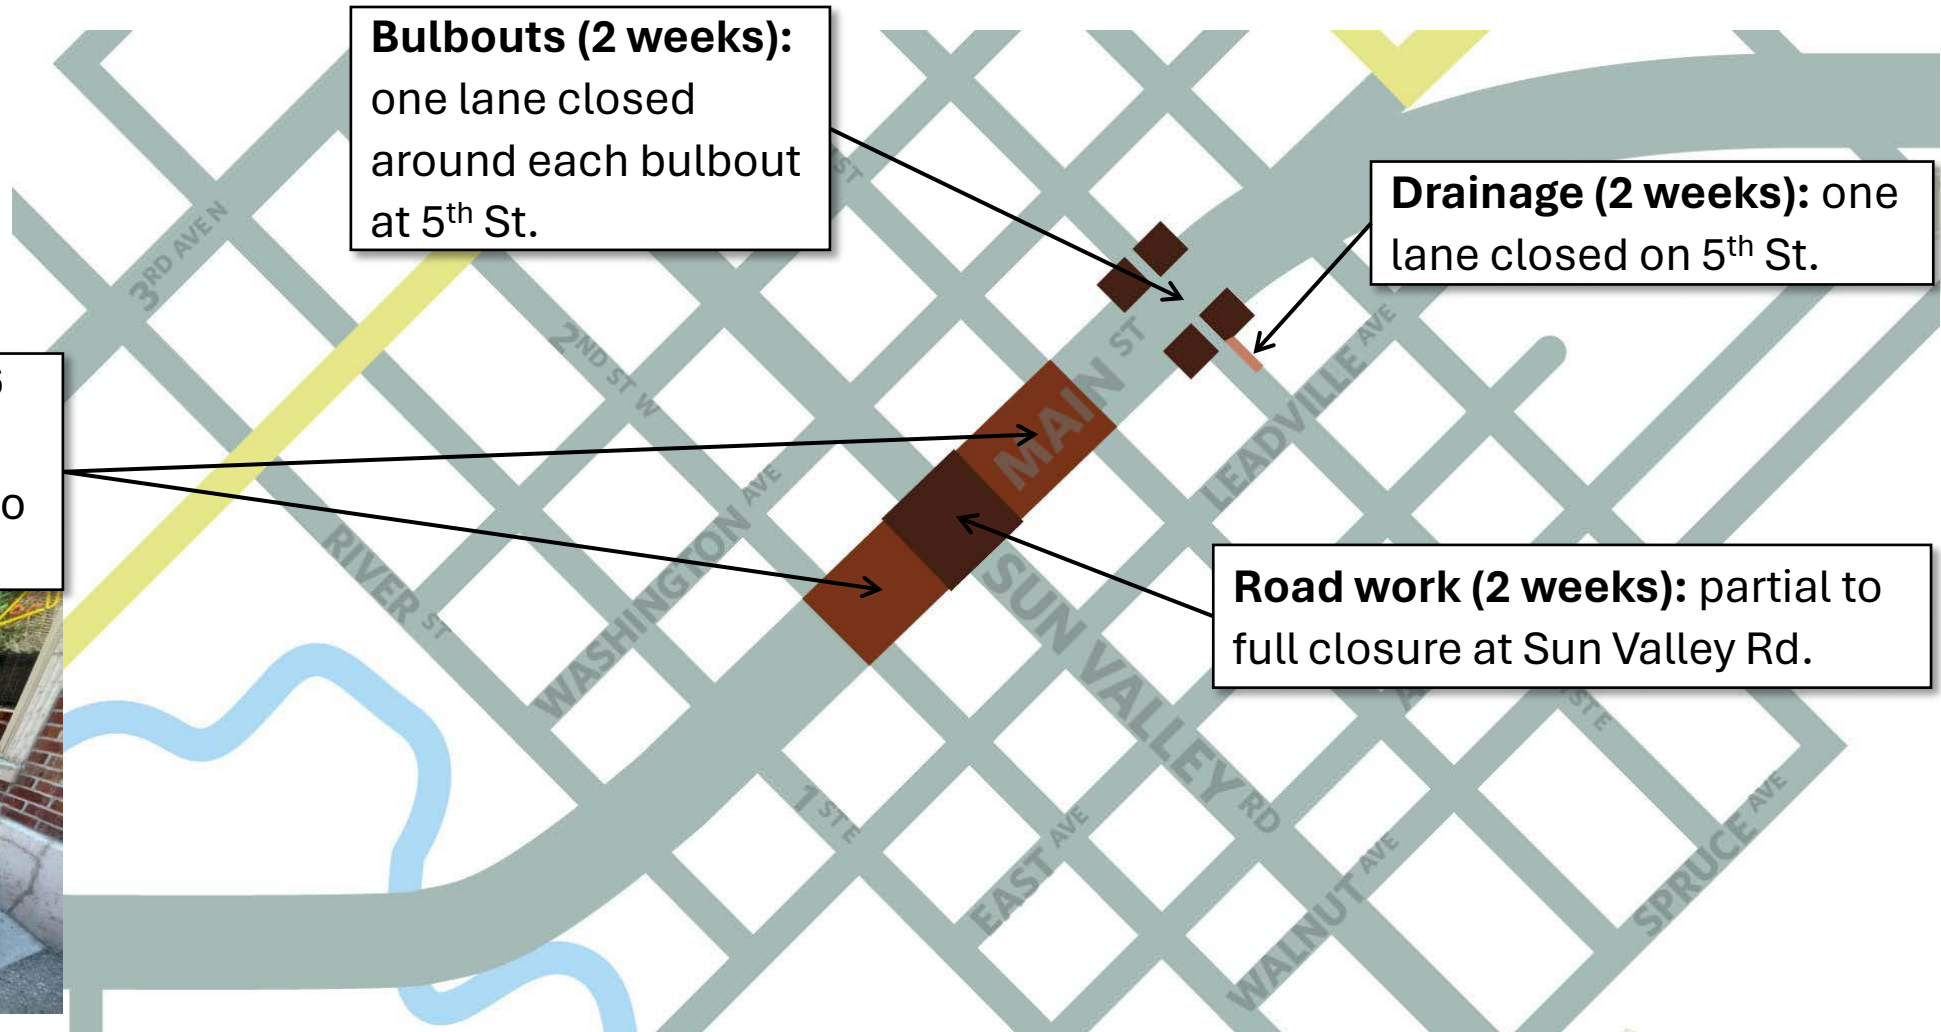 Bulbouts (2 weeks):
one lane closed
around each bulbout
at 5th St.
Drainage (2 weeks): one
lane closed on 5th St.
Road work (2 weeks): partial to
full closure at Sun Valley Rd.
3RD AVE N
2ND ST W
RIVER ST
WASHINGTON AVE
MAIN ST
LEADVILLE AVE
SUN VALLEY RD
1ST E
EAST AVE
WALNUT AVE
SPRUCE AVE
ST E
ST